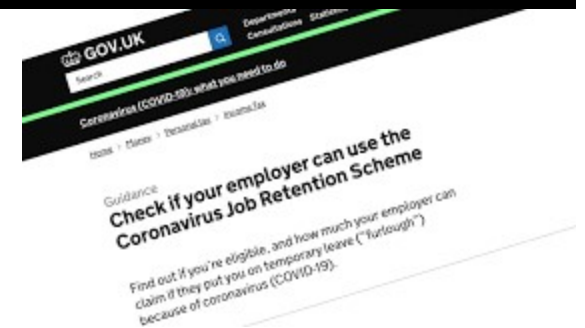 GOV.UK
Departments
Search
Consultations Statistics
Coronavirus (COVID-19): what you need to do
Home > Money > Personal tax > Income Tax
Guidance
Check if your employer can use the
Coronavirus Job Retention Scheme
Find out if you're eligible, and how much your employer can
claim if they put you on temporary leave ("furlough")
because of coronavirus (COVID-19).